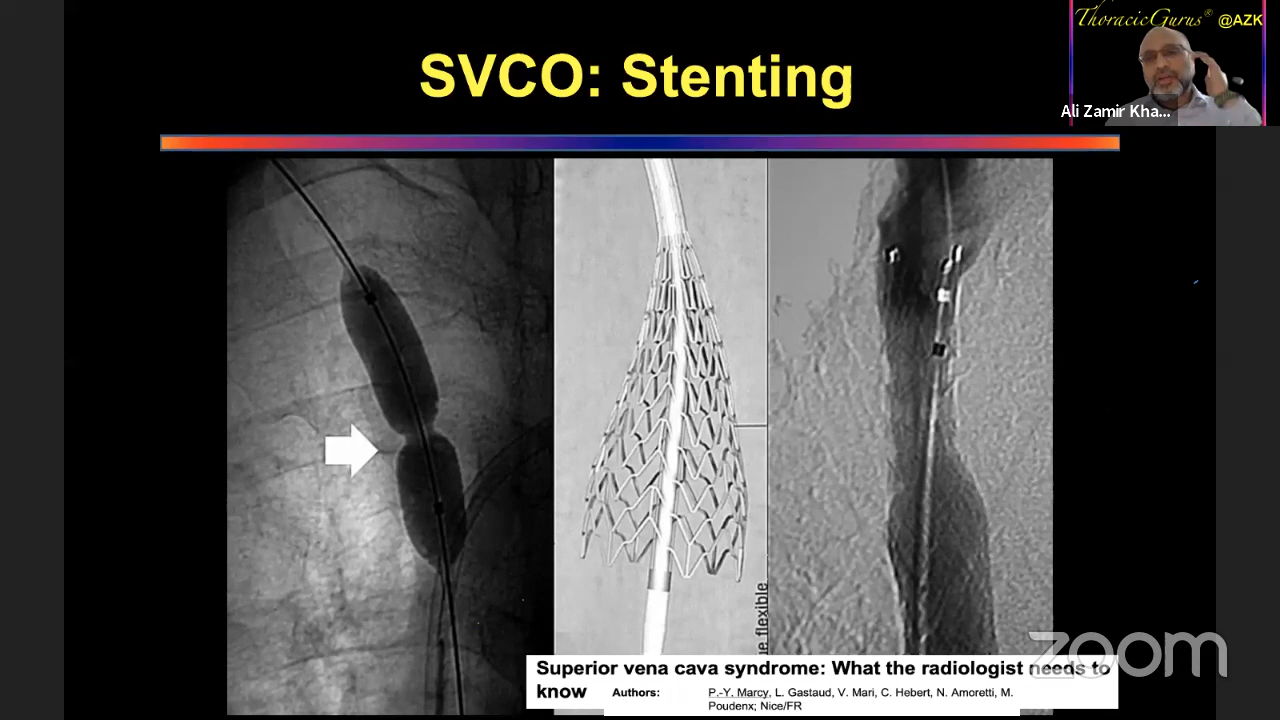 ThoracicGurus® @AZK
SVCO: Stenting
Ali Zamir Kha...
ue flexible
Superior vena cava syndrome: What the radiologist needs to
know Authors: P.-Y. Marcy, L. Gastaud, V. Mari, C. Hebert, N. Amoretti, M.
Poudenx; Nice/FR
zoom